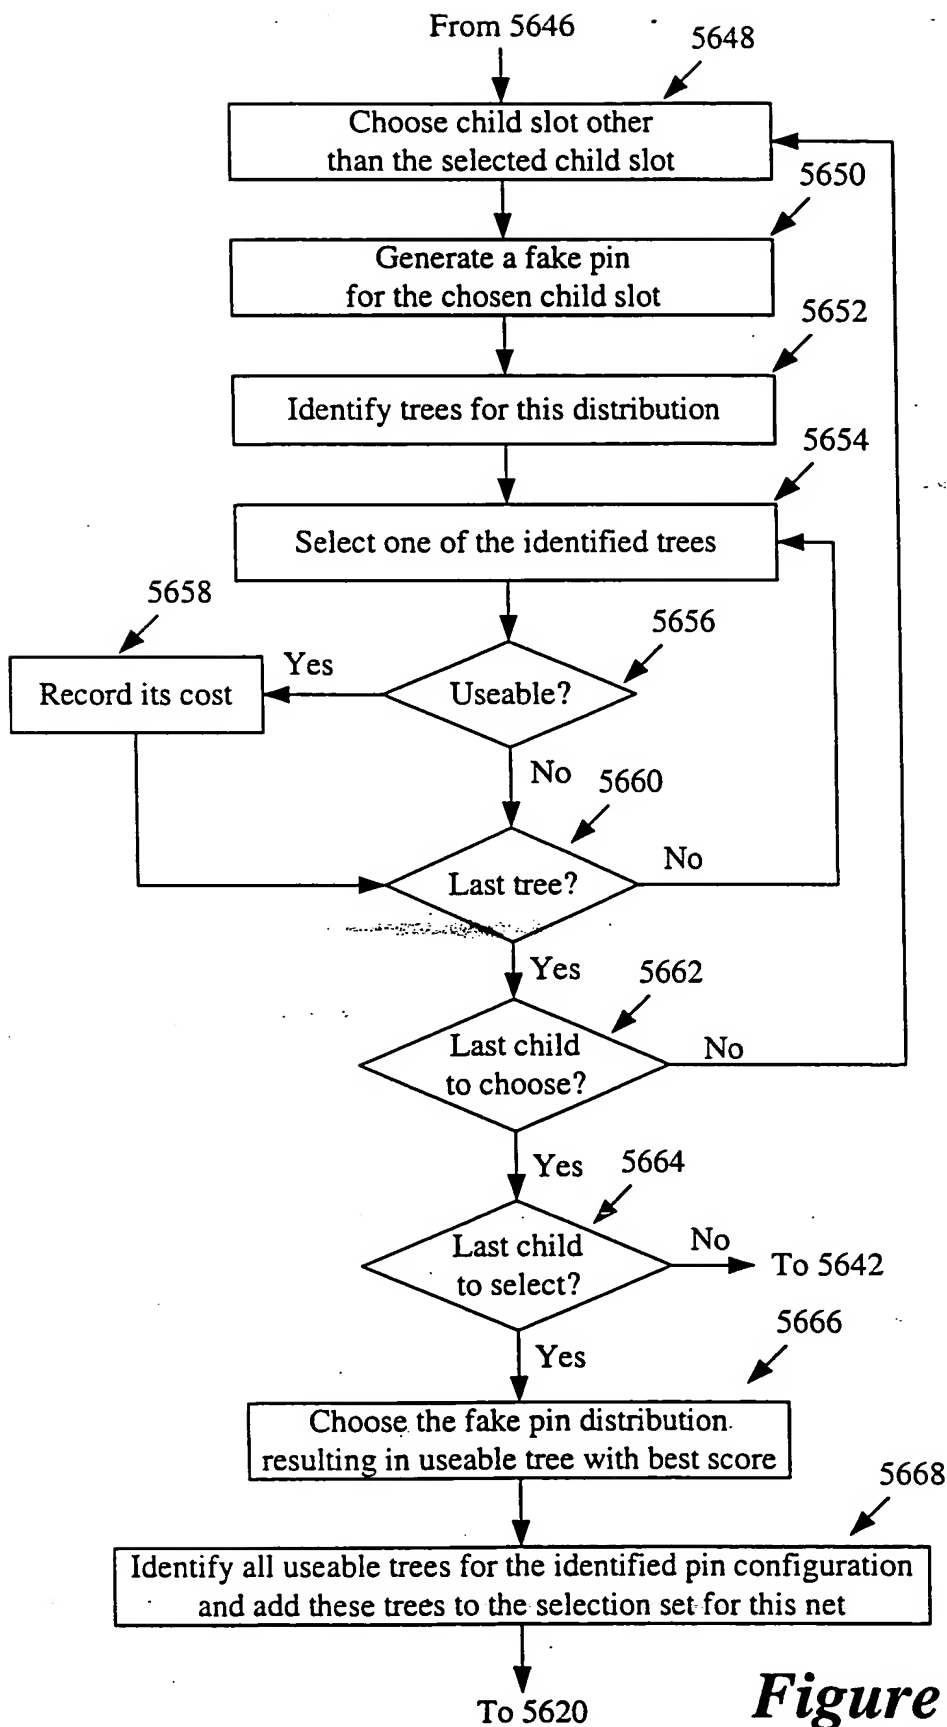 From 5646
5648
Choose child slot other
than the selected child slot
5650
Generate a fake pin
for the chosen child slot
5652
Identify trees for this distribution
5654
Select one of the identified trees
5658
5656
Yes
Record its cost
Useable?
No
5660
No
Last tree?
Yes
5662
Last child
to choose?
No
Yes
5664
Last child
to select?
No
To 5642
5666
Yes
Choose the fake pin distribution
resulting in useable tree with best score
5668
Identify all useable trees for the identified pin configuration
and add these trees to the selection set for this net
To 5620
Figure